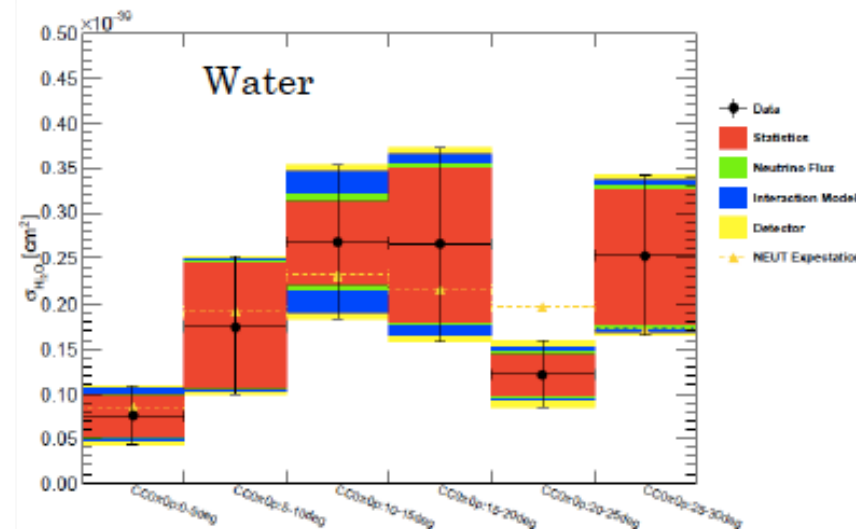 ×10⁻³⁹
Water
0.50
0.45
0.40
0.35
0.30
0.25
0.20
0.15
0.10
0.05
0.00
σH₂O [cm²]
Data
Statistics
Neutrino Flux
Interaction Model
Detector
NEUT Expestation
CC0π0p:0-5deg
CC0π0p:5-10deg
CC0π0p:10-15deg
CC0π0p:15-20deg
CC0π0p:20-25deg
CC0π0p:25-30deg